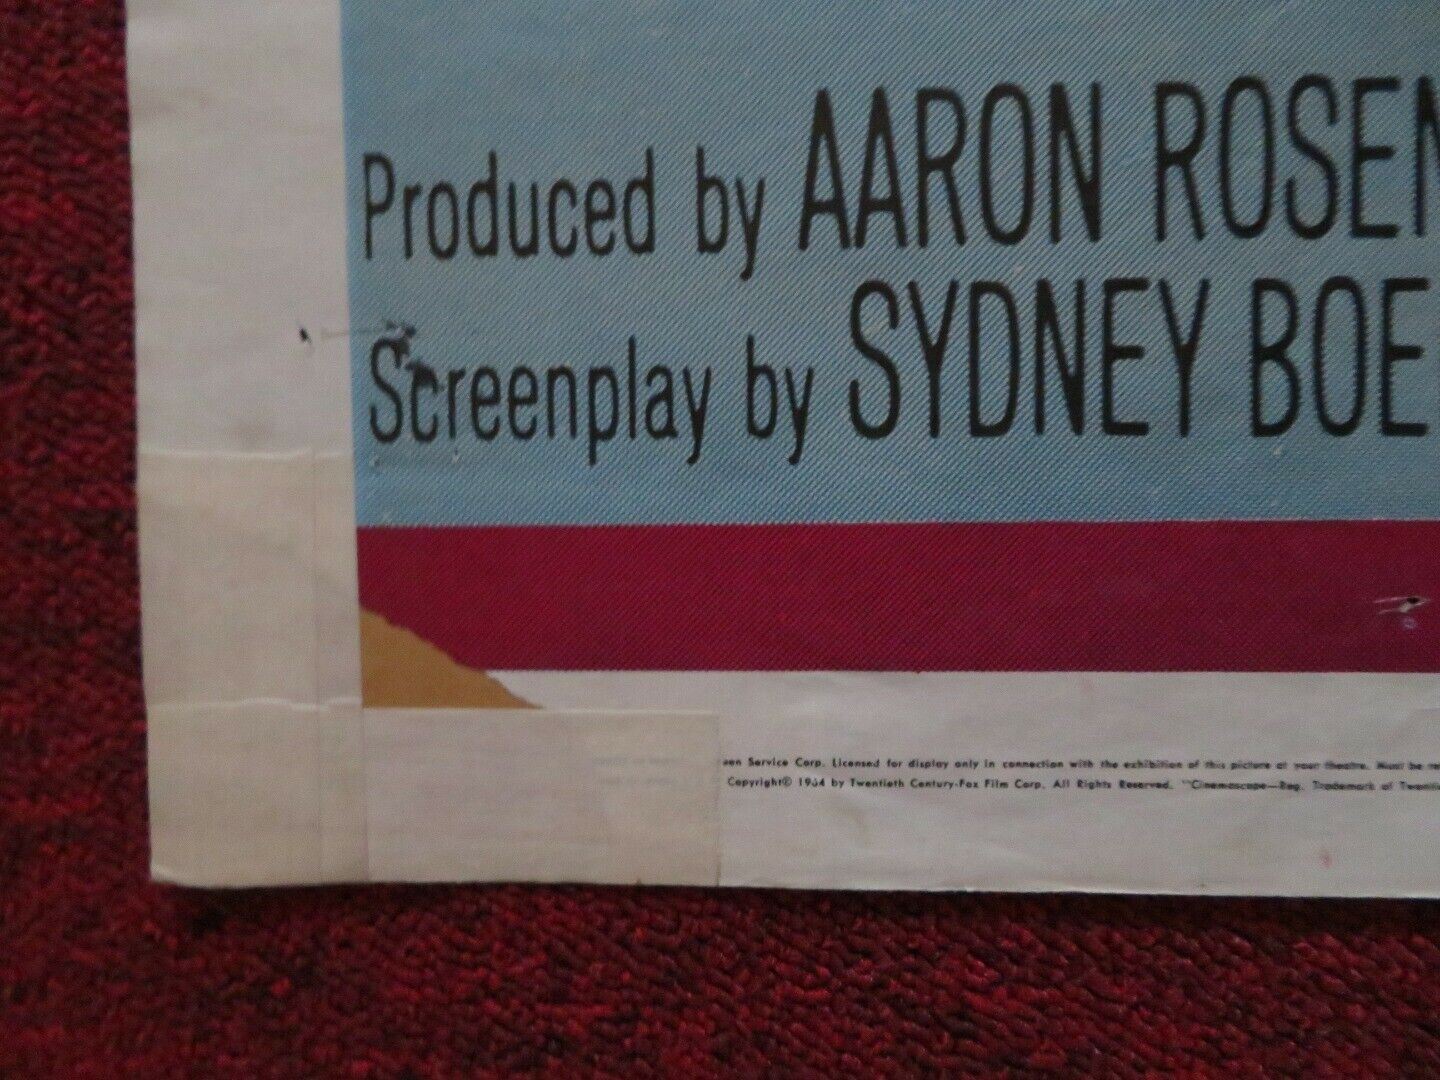 Produced by AARON ROSEN
Screenplay by SYDNEY BOE
een Service Corp. Licensed for display only in connection with the exhibition of this picture at your theatre. Must be re
Copyright© 1964 by Twentieth Century-Fox Film Corp. All Rights Reserved. "Cinemascope—Reg. Trademark of Twentie